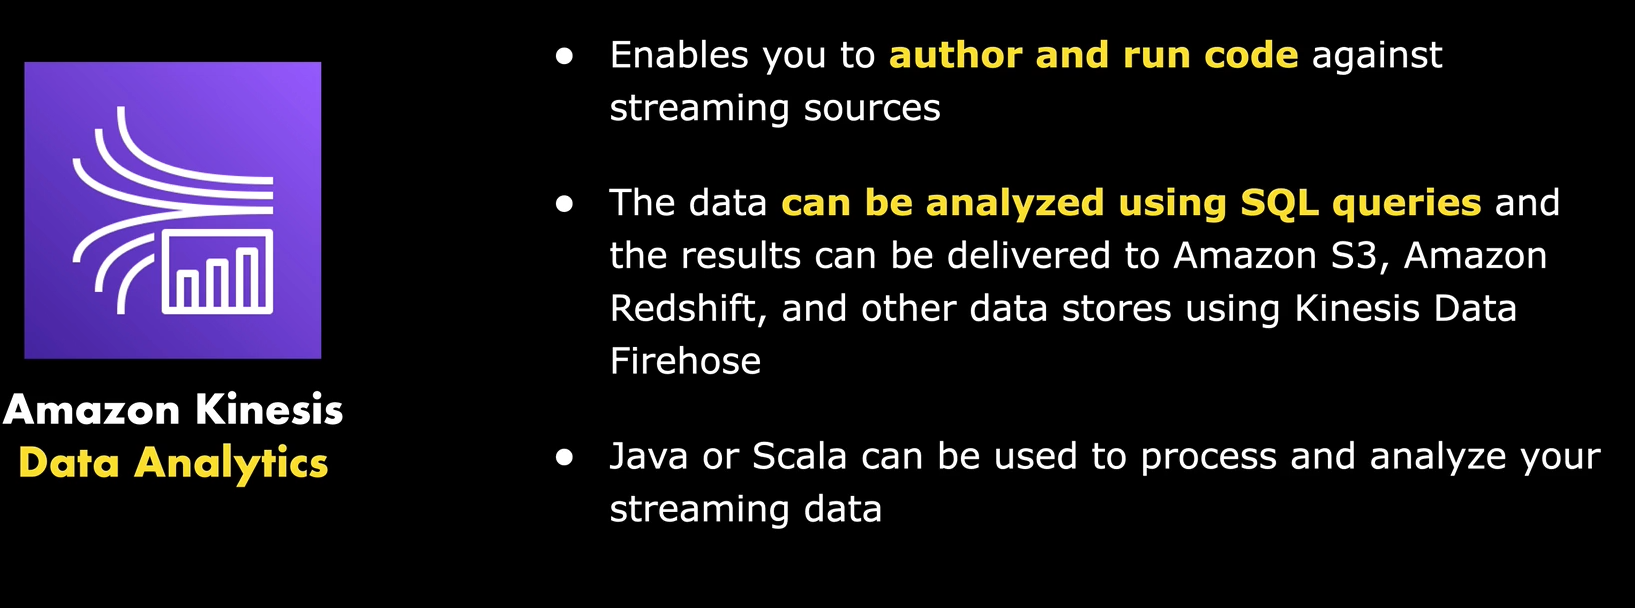 Amazon Kinesis
Data Analytics
● Enables you to author and run code against
streaming sources
● The data can be analyzed using SQL queries and
the results can be delivered to Amazon S3, Amazon
Redshift, and other data stores using Kinesis Data
Firehose
● Java or Scala can be used to process and analyze your
streaming data